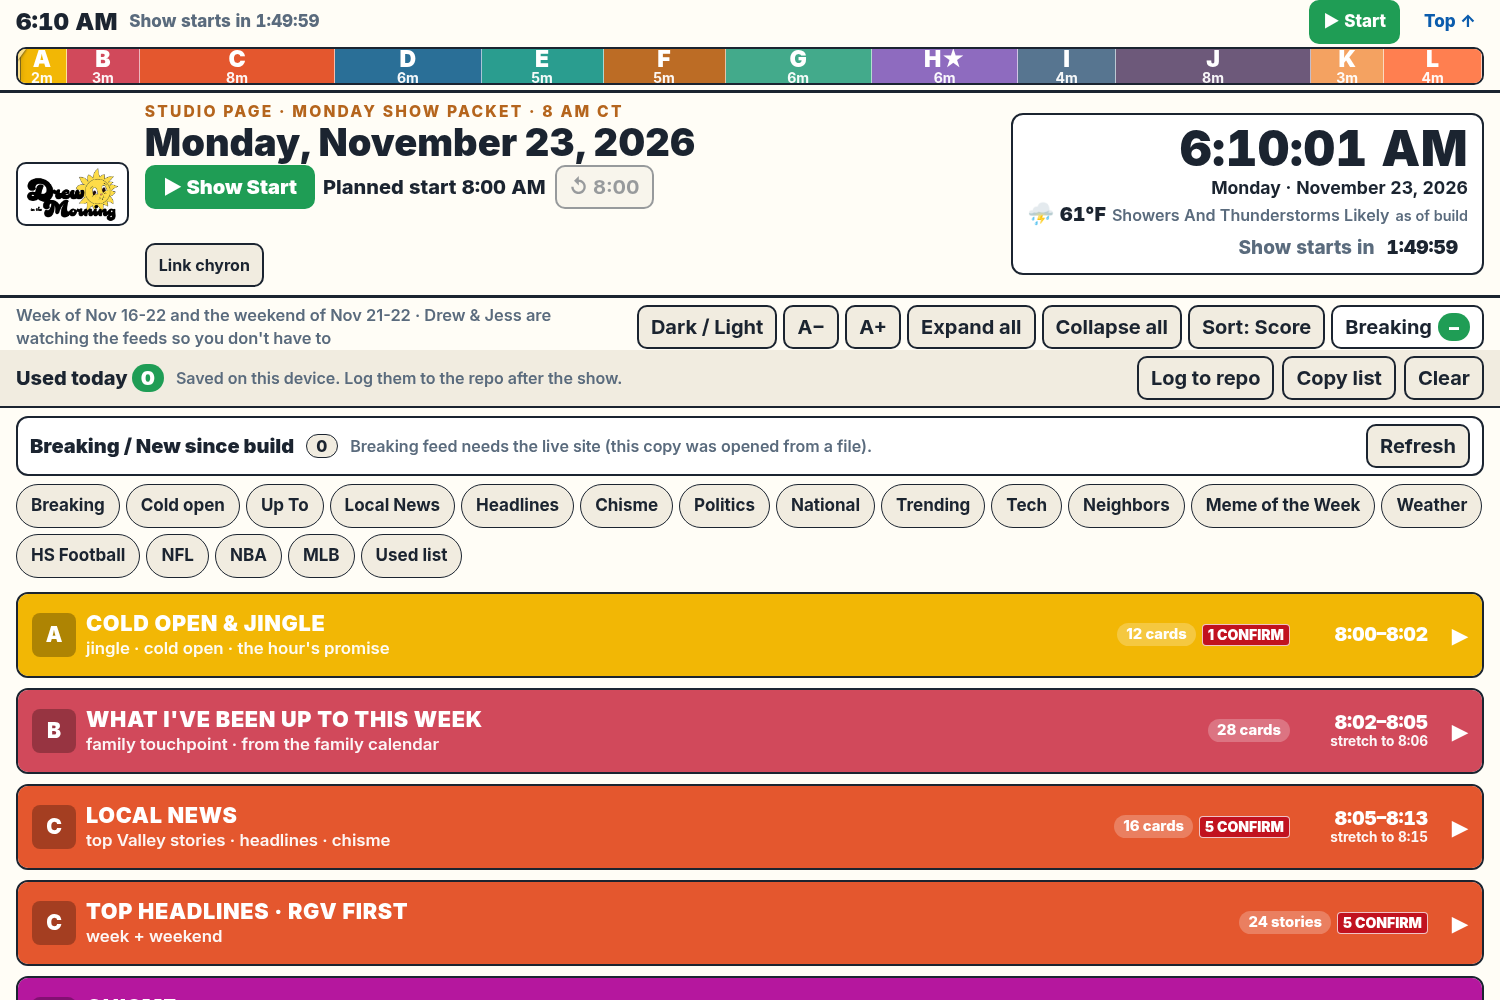 6:10 AM Show starts in 1:49:59
▶ Start Top ↑
A B C D E F G H★ I J K L
2m 3m 8m 6m 5m 5m 6m 6m 4m 8m 3m 4m
STUDIO PAGE · MONDAY SHOW PACKET · 8 AM CT
Monday, November 23, 2026
Drew
in the
Morning
▶ Show Start Planned start 8:00 AM ↺ 8:00
Link chyron
6:10:01 AM
Monday · November 23, 2026
61°F Showers And Thunderstorms Likely as of build
Show starts in 1:49:59
Week of Nov 16-22 and the weekend of Nov 21-22 · Drew & Jess are
watching the feeds so you don't have to
Dark / Light A− A+ Expand all Collapse all Sort: Score Breaking –
Used today 0 Saved on this device. Log them to the repo after the show.
Log to repo Copy list Clear
Breaking / New since build 0 Breaking feed needs the live site (this copy was opened from a file). Refresh
Breaking Cold open Up To Local News Headlines Chisme Politics National Trending Tech Neighbors Meme of the Week Weather
HS Football NFL NBA MLB Used list
A COLD OPEN & JINGLE
jingle · cold open · the hour's promise
12 cards 1 CONFIRM 8:00–8:02 ▶
B WHAT I'VE BEEN UP TO THIS WEEK
family touchpoint · from the family calendar
28 cards 8:02–8:05 ▶
stretch to 8:06
C LOCAL NEWS
top Valley stories · headlines · chisme
16 cards 5 CONFIRM 8:05–8:13 ▶
stretch to 8:15
C TOP HEADLINES · RGV FIRST
week + weekend
24 stories 5 CONFIRM ▶